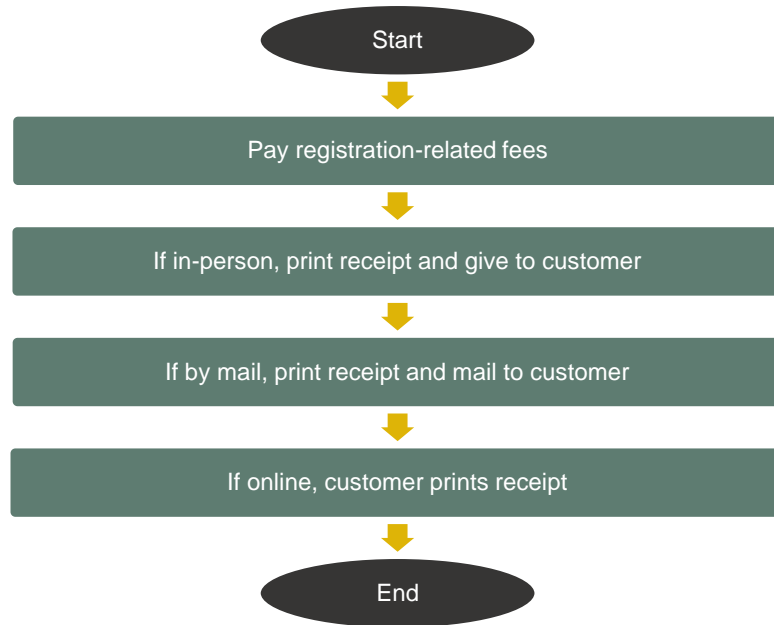 Start
Pay registration-related fees
If in-person, print receipt and give to customer
If by mail, print receipt and mail to customer
If online, customer prints receipt
End